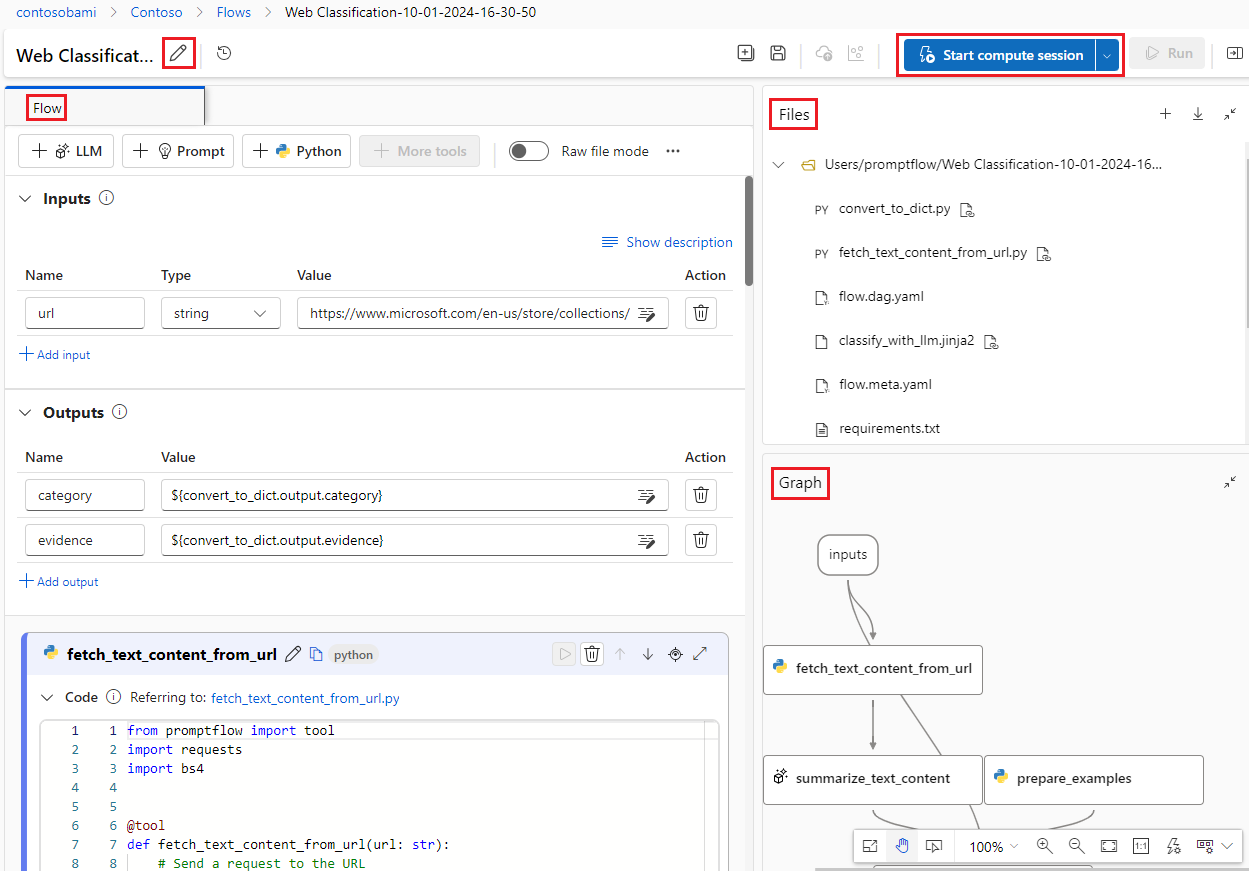 contosobami > Contoso > Flows > Web Classification-10-01-2024-16-30-50
Web Classificat...
Start compute session
Run
Flow
LLM
Prompt
Python
More tools
Raw file mode
Inputs
Show description
Name Type Value Action
url string https://www.microsoft.com/en-us/store/collections/
Add input
Outputs
Name Value Action
category ${convert_to_dict.output.category}
evidence ${convert_to_dict.output.evidence}
Add output
fetch_text_content_from_url python
Code Referring to: fetch_text_content_from_url.py
1 1 from promptflow import tool
2 2 import requests
3 3 import bs4
4 4
5 5
6 6 @tool
7 7 def fetch_text_content_from_url(url: str):
8 8 # Send a request to the URL
Files
Users/promptflow/Web Classification-10-01-2024-16...
PY convert_to_dict.py
PY fetch_text_content_from_url.py
flow.dag.yaml
classify_with_llm.jinja2
flow.meta.yaml
requirements.txt
Graph
inputs
fetch_text_content_from_url
summarize_text_content
prepare_examples
100%
1:1